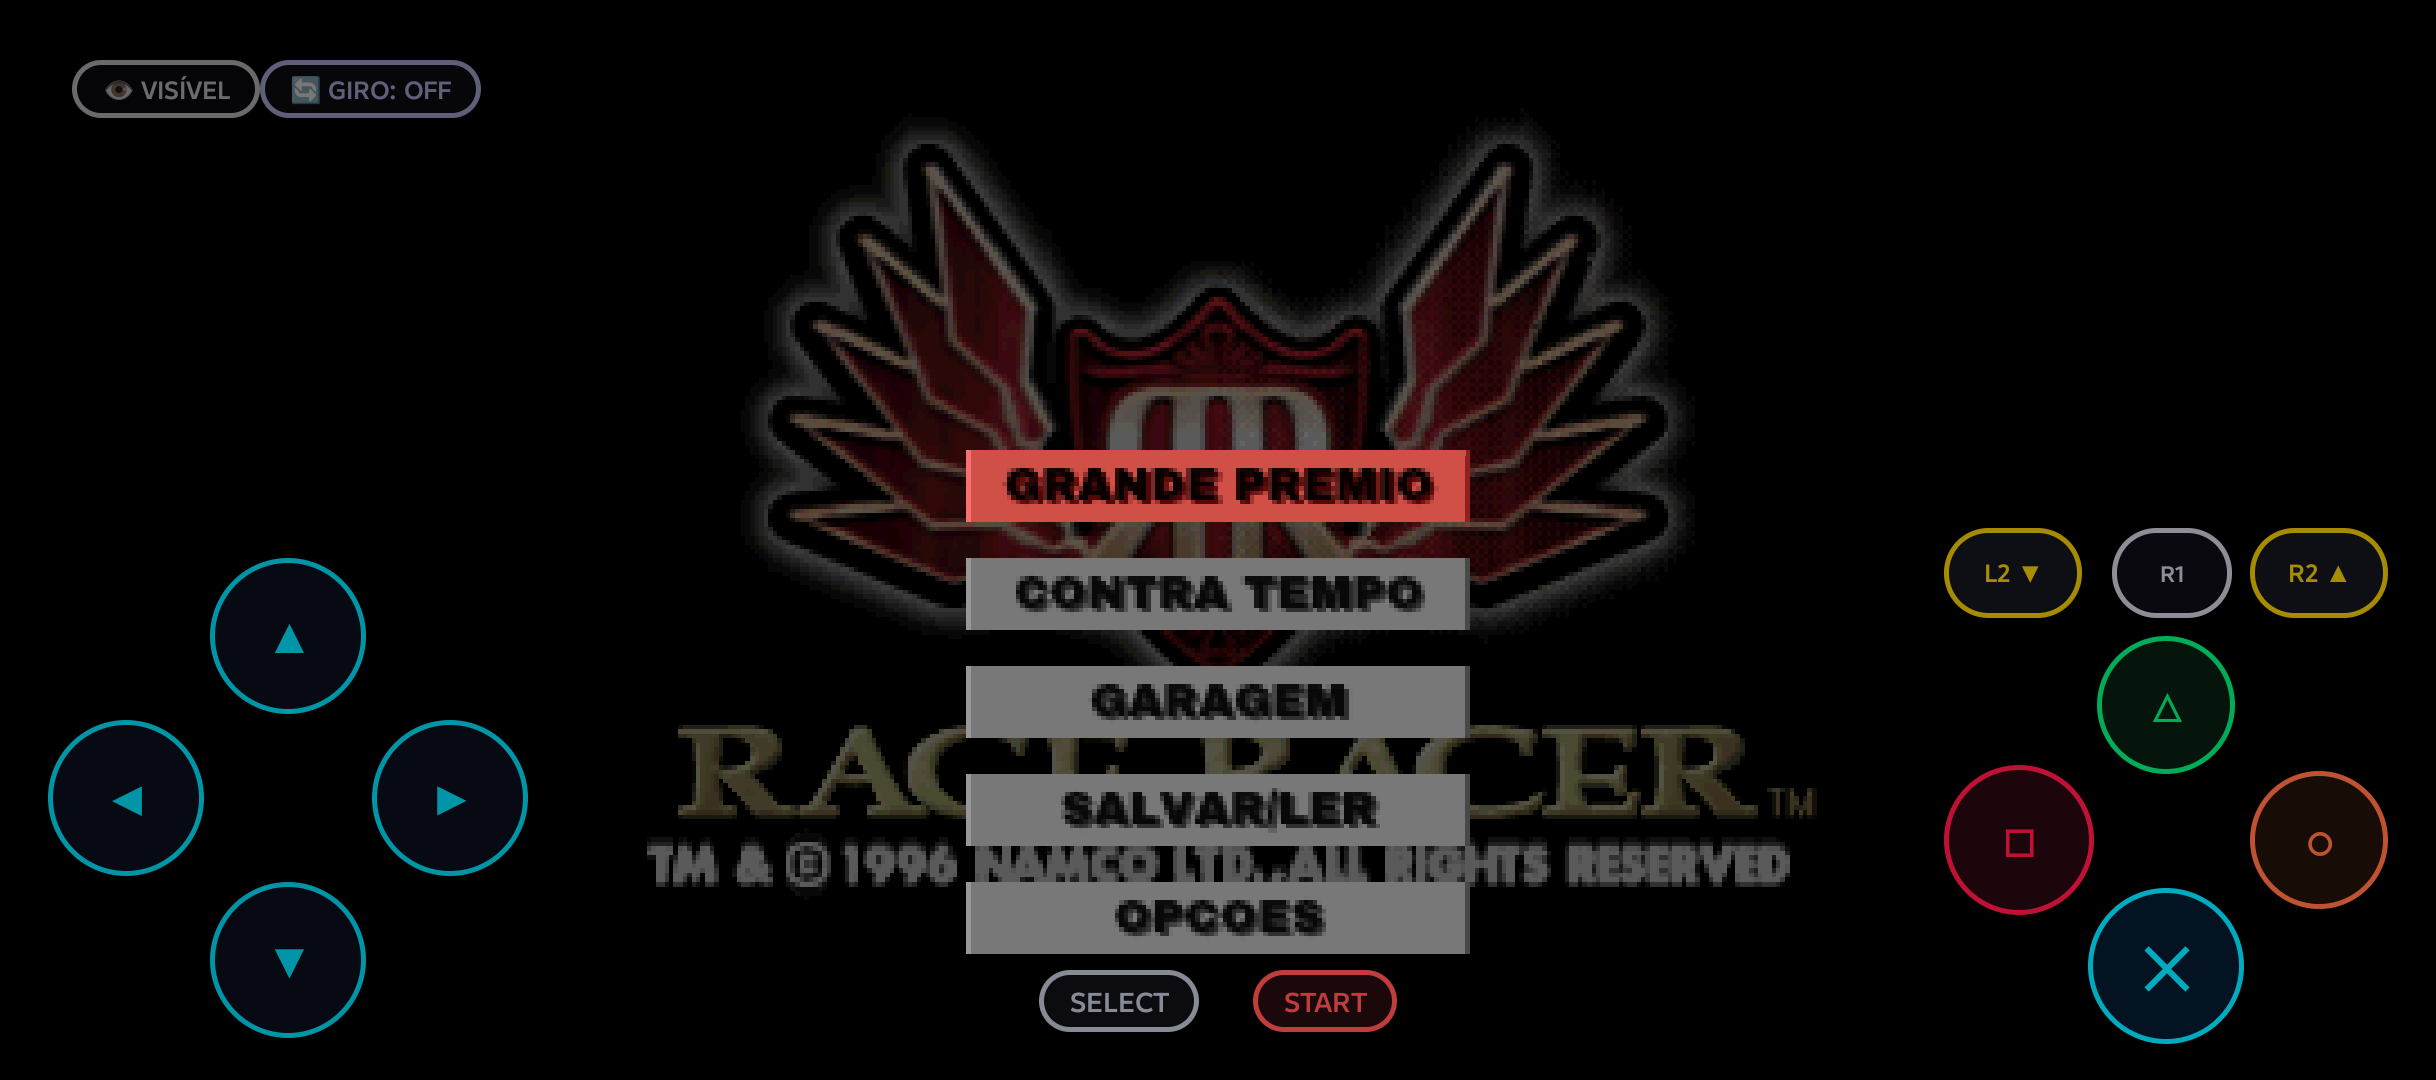 VISÍVEL
GIRO: OFF
GRANDE PREMIO
CONTRA TEMPO
GARAGEM
RAGE RACER TM
SALVAR/LER
TM & © 1996 NAMCO LTD., ALL RIGHTS RESERVED
OPCOES
L2 ▼
R1
R2 ▲
SELECT
START